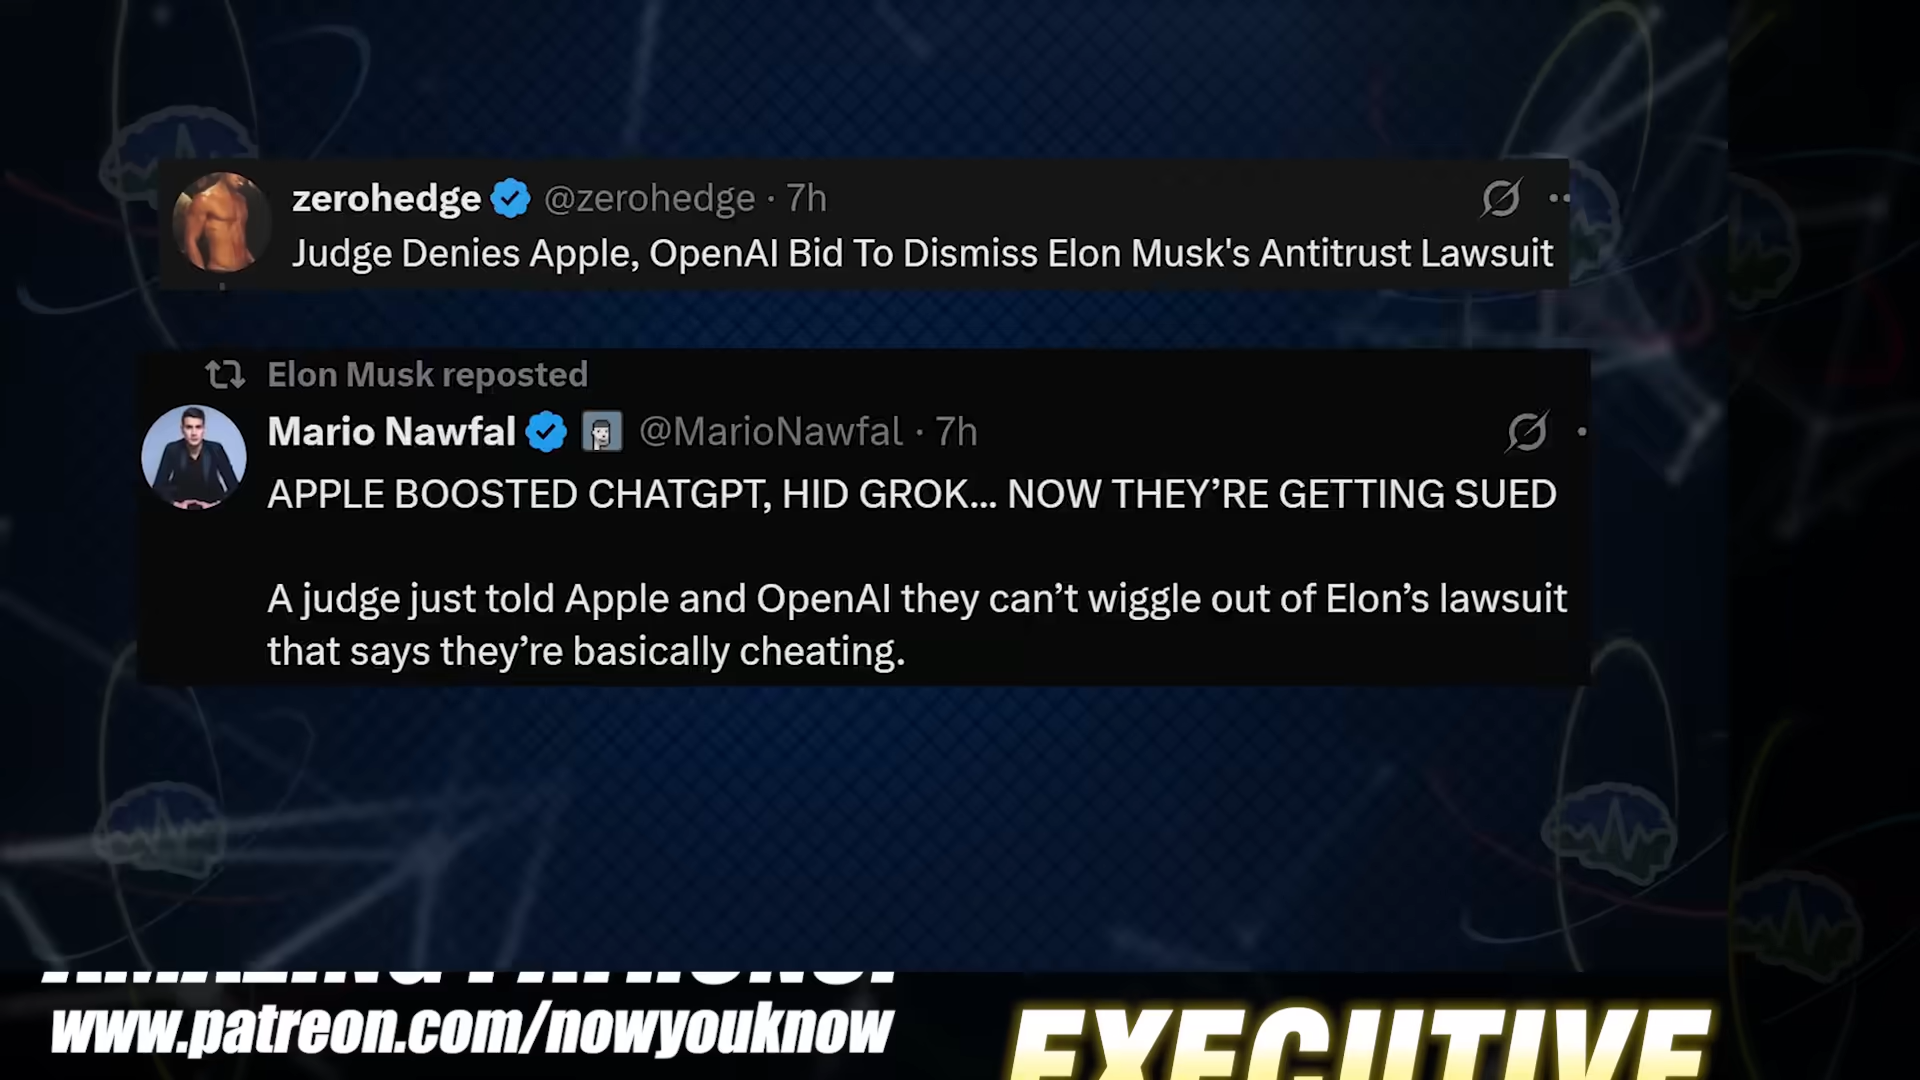 zerohedge @zerohedge · 7h
Judge Denies Apple, OpenAI Bid To Dismiss Elon Musk's Antitrust Lawsuit
Elon Musk reposted
Mario Nawfal @MarioNawfal · 7h
APPLE BOOSTED CHATGPT, HID GROK... NOW THEY’RE GETTING SUED
A judge just told Apple and OpenAI they can’t wiggle out of Elon’s lawsuit
that says they’re basically cheating.
www.patreon.com/nowyouknow
EXECUTIVE